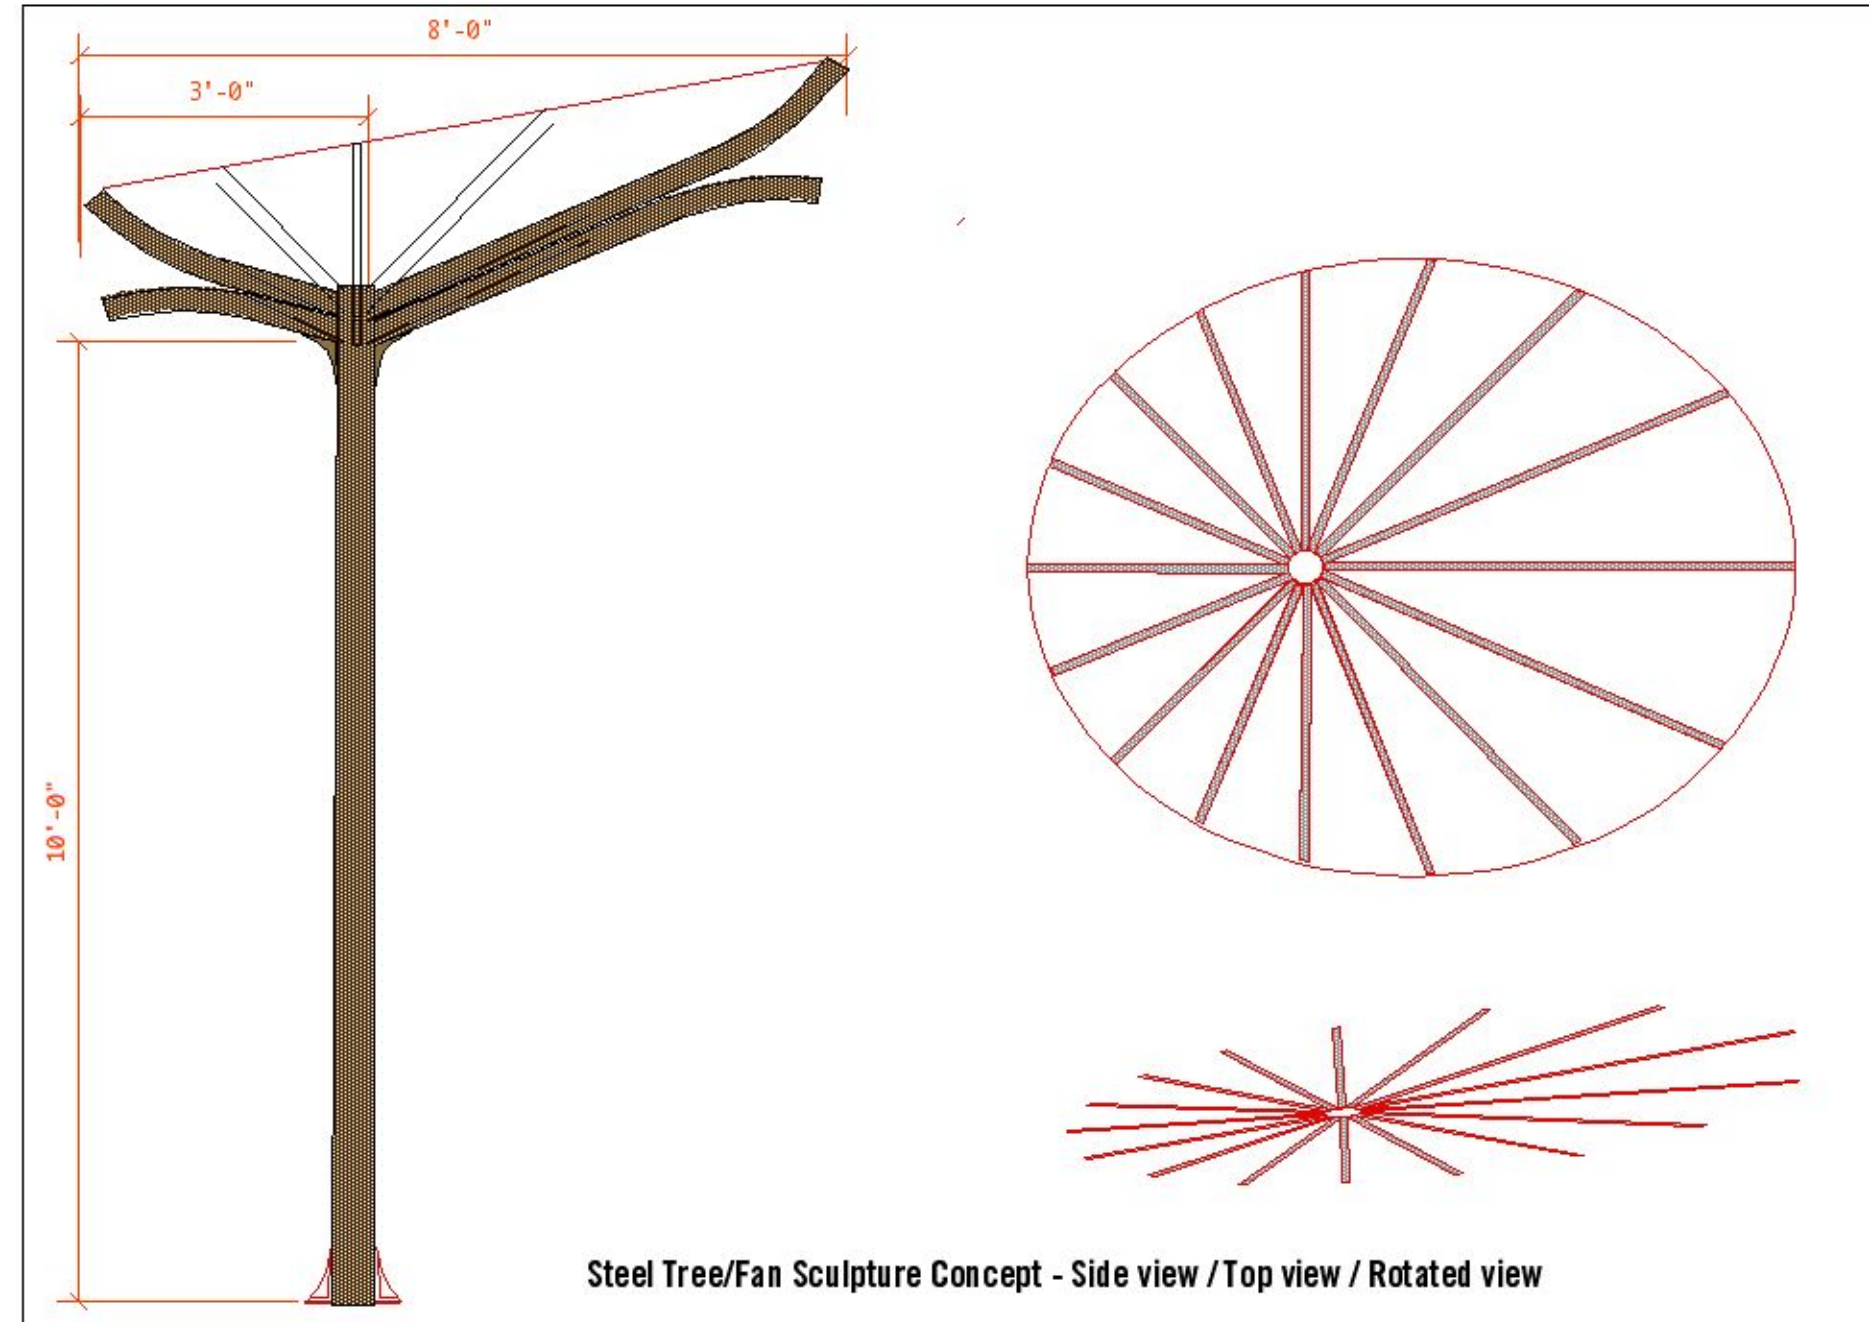 8'-0"
3'-0"
10'-0"
Steel Tree/Fan Sculpture Concept - Side view / Top view / Rotated view